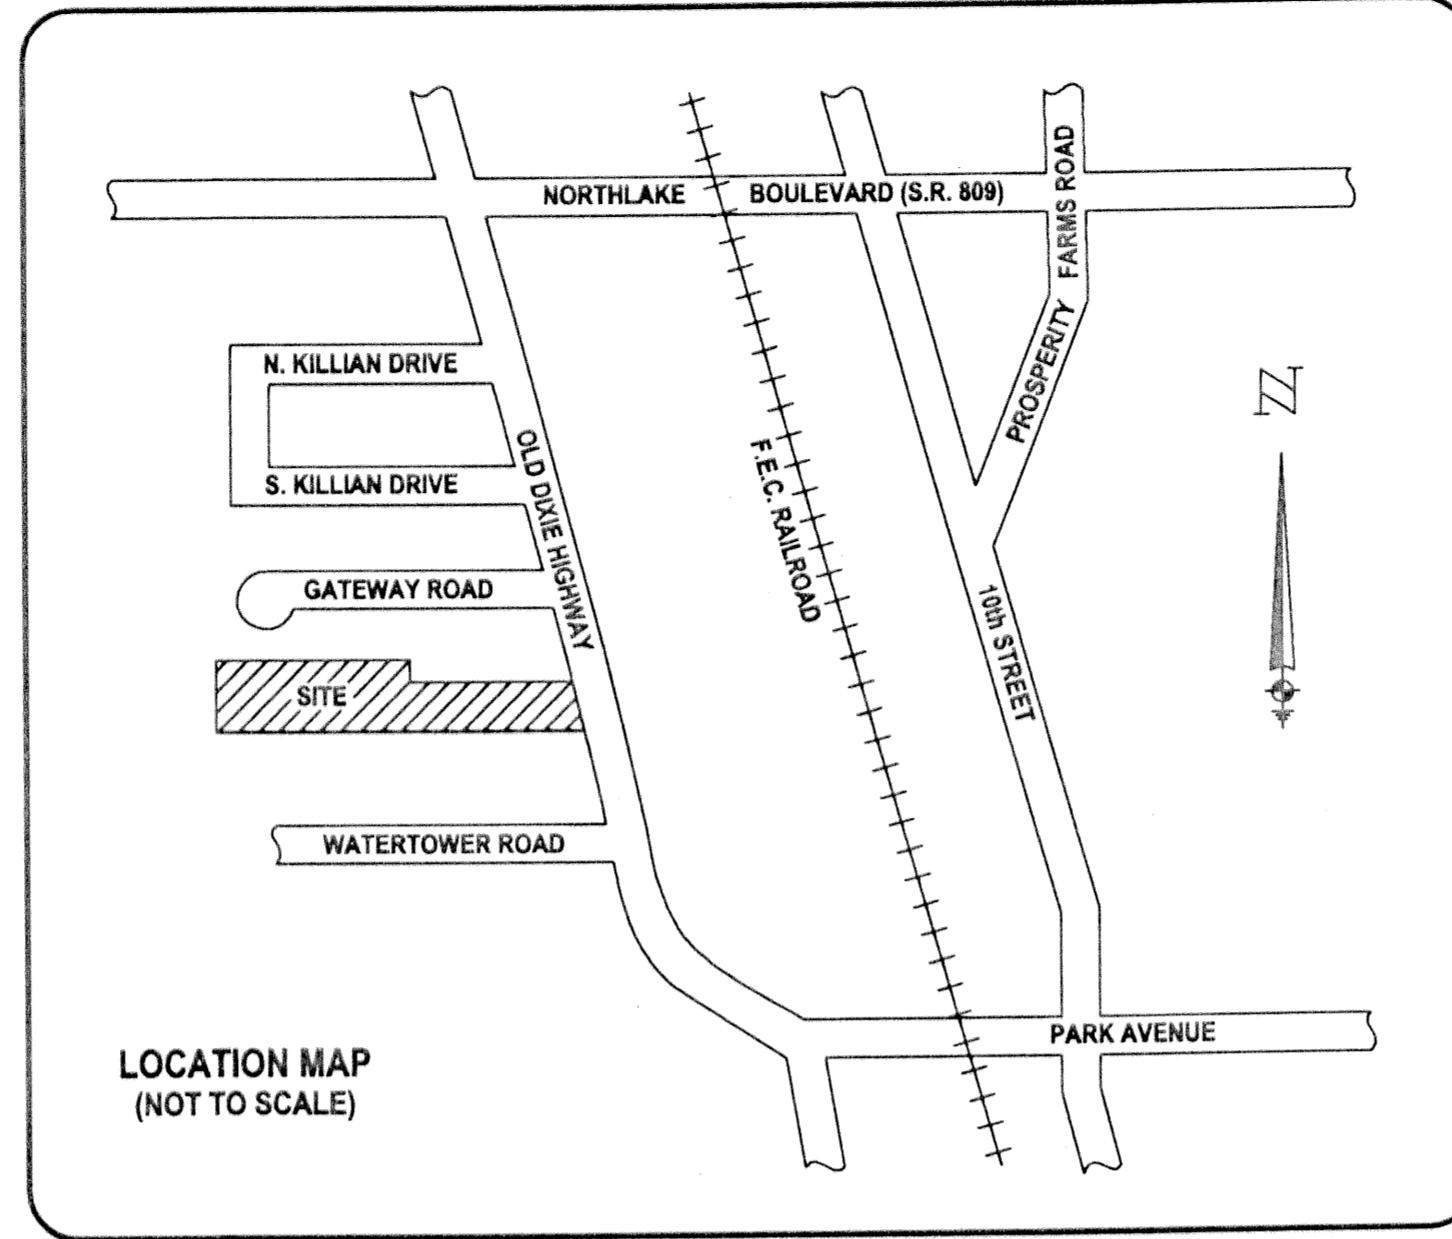 NORTHLAKE BOULEVARD (S.R. 809)
PROSPERITY FARMS ROAD
N. KILLIAN DRIVE
S. KILLIAN DRIVE
OLD DIXIE HIGHWAY
F.E.C. RAILROAD
N
GATEWAY ROAD
10th STREET
SITE
WATERTOWER ROAD
PARK AVENUE
LOCATION MAP
(NOT TO SCALE)